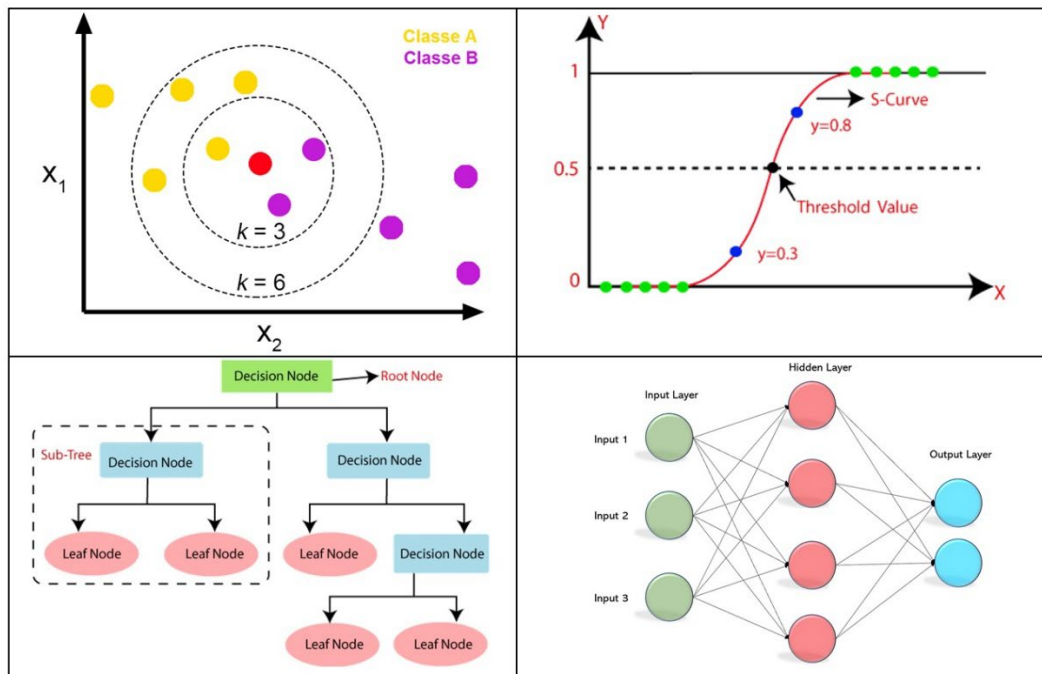 Classe A
Classe B
X1
k = 3
k = 6
X2
Y
1
S-Curve
y=0.8
0.5
Threshold Value
y=0.3
0
X
Decision Node
Root Node
Sub-Tree
Decision Node
Decision Node
Leaf Node
Leaf Node
Leaf Node
Decision Node
Leaf Node
Leaf Node
Hidden Layer
Input Layer
Input 1
Output Layer
Input 2
Input 3